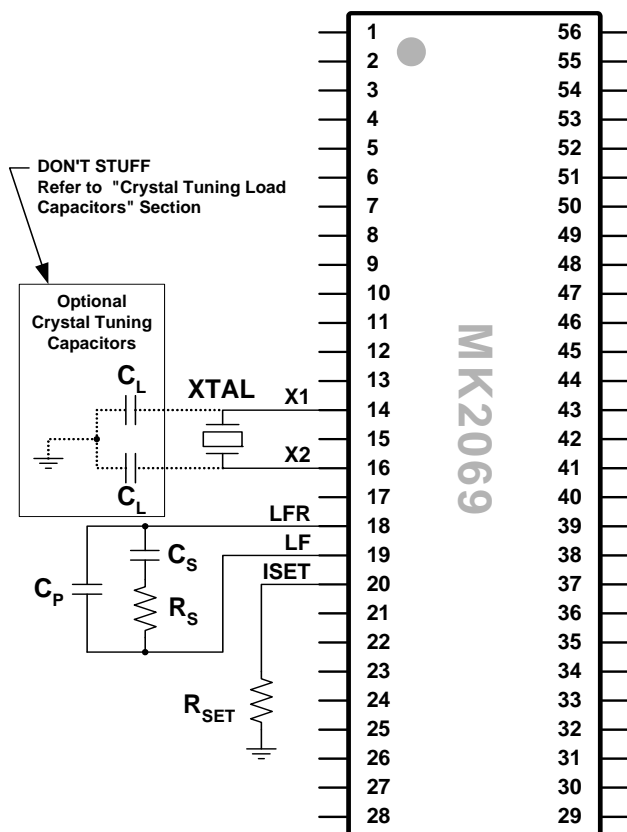 DON'T STUFF
Refer to "Crystal Tuning Load
Capacitors" Section
Optional
Crystal Tuning
Capacitors
CL
XTAL
X1
X2
CL
LFR
LF
ISET
CS
CP
RS
RSET
MK2069
1 56
2 55
3 54
4 53
5 52
6 51
7 50
8 49
9 48
10 47
11 46
12 45
13 44
14 43
15 42
16 41
17 40
18 39
19 38
20 37
21 36
22 35
23 34
24 33
25 32
26 31
27 30
28 29